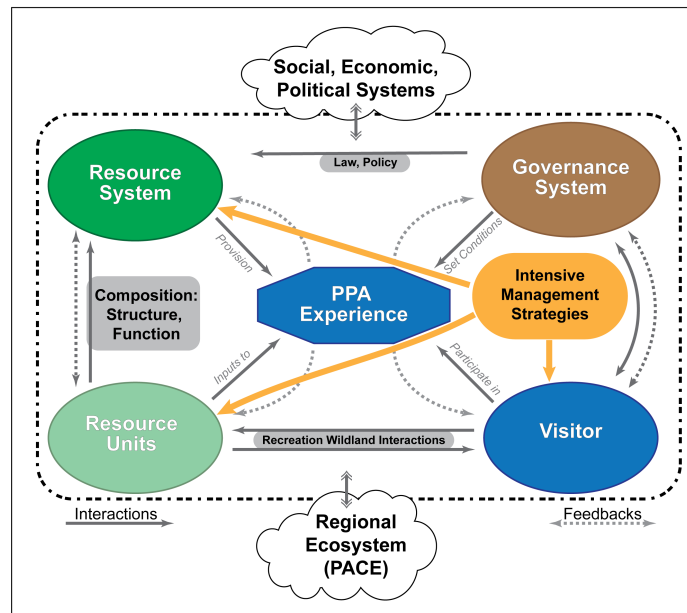 Social, Economic,
Political Systems
Resource
System
Law, Policy
Governance
System
Provision
Set Conditions
Composition:
Structure,
Function
PPA
Experience
Intensive
Management
Strategies
Inputs to
Participate in
Resource
Units
Recreation Wildland Interactions
Visitor
Interactions
Regional
Ecosystem
(PACE)
Feedbacks